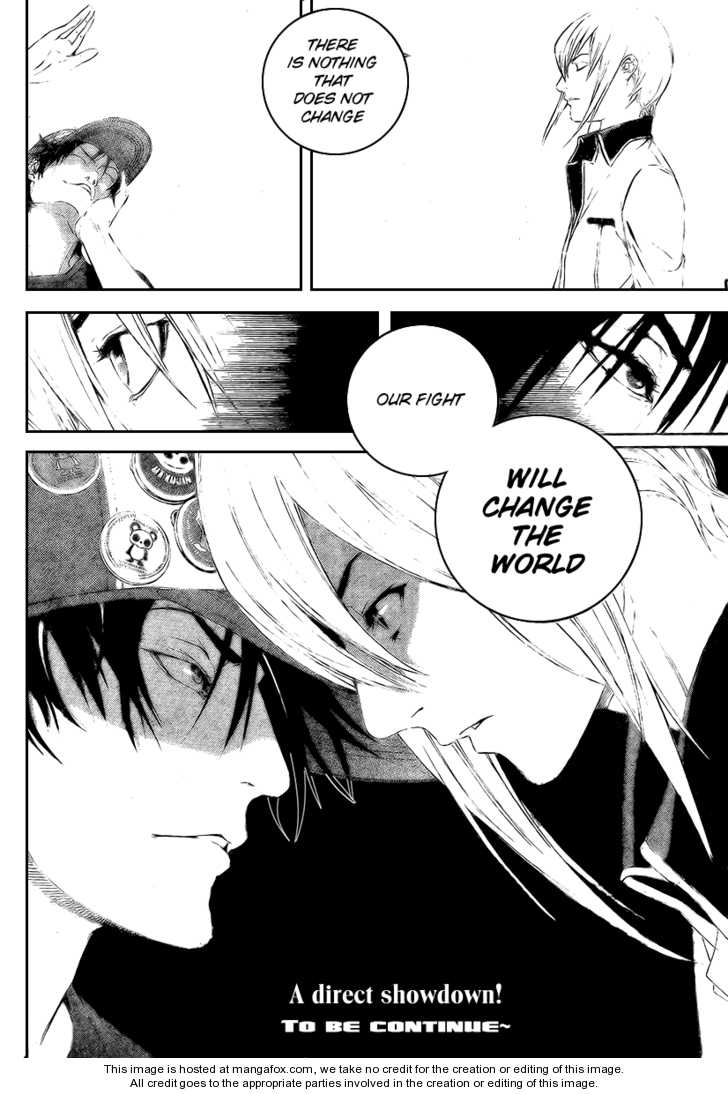 THERE
IS NOTHING
THAT
DOES NOT
CHANGE
OUR FIGHT
WILL
CHANGE
THE
WORLD
A direct showdown!
TO BE CONTINUE~
This image is hosted at mangafox.com, we take no credit for the creation or editing of this image.
All credit goes to the appropriate parties involved in the creation or editing of this image.